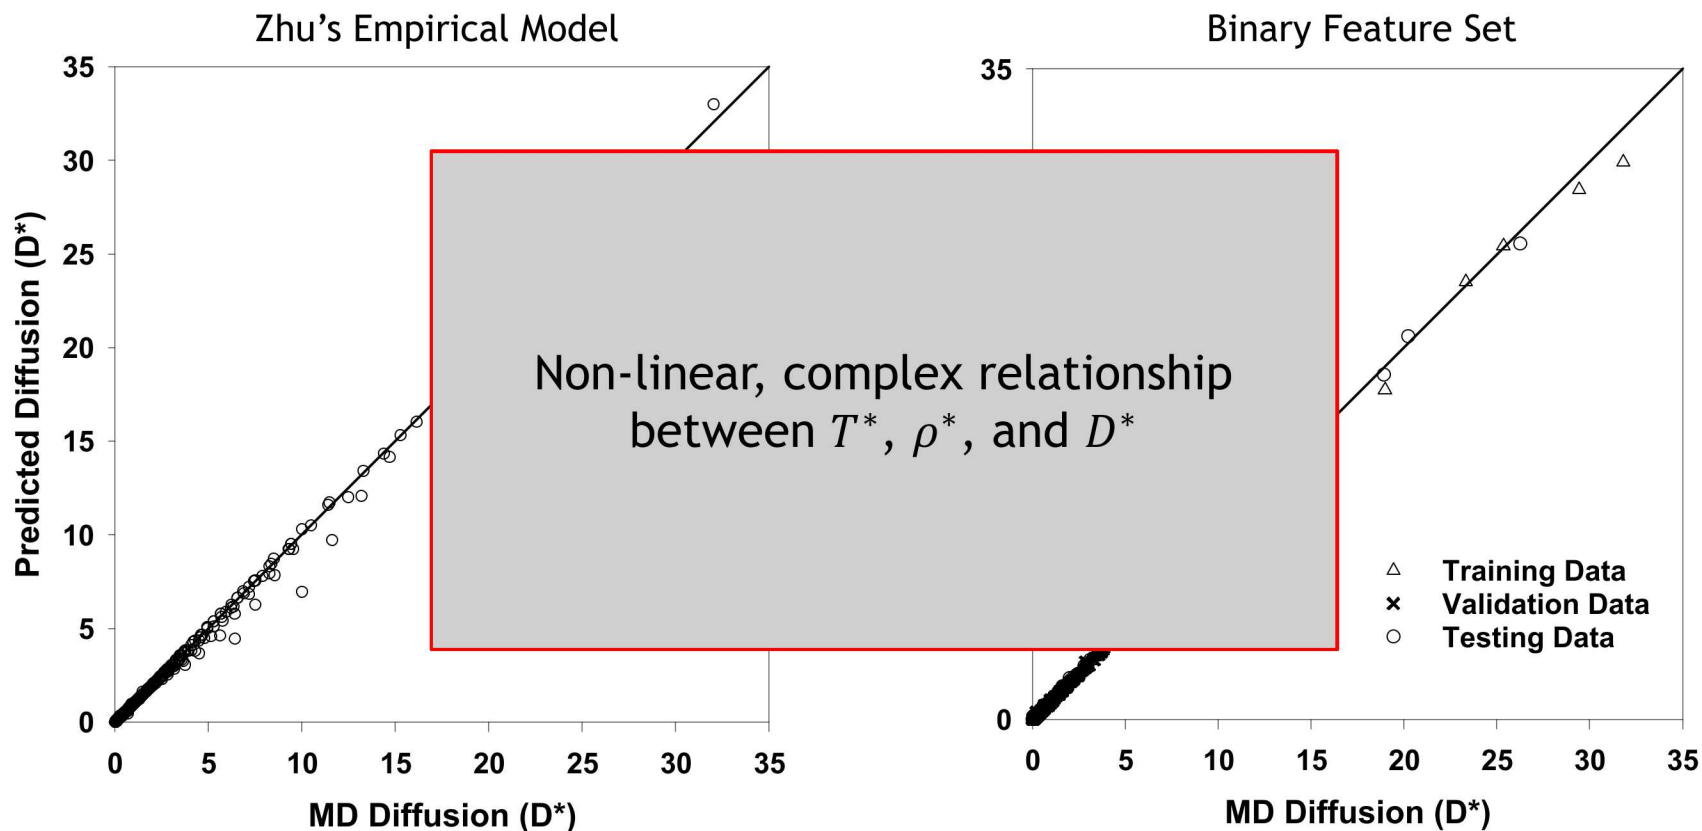 Zhu’s Empirical Model
Binary Feature Set
35
30
25
20
15
10
5
0
Predicted Diffusion (D*)
0 5 10 15 20 25 30 35
MD Diffusion (D*)
35
0
0 5 10 15 20 25 30 35
MD Diffusion (D*)
Non-linear, complex relationship
between T*, ρ*, and D*
Training Data
Validation Data
Testing Data